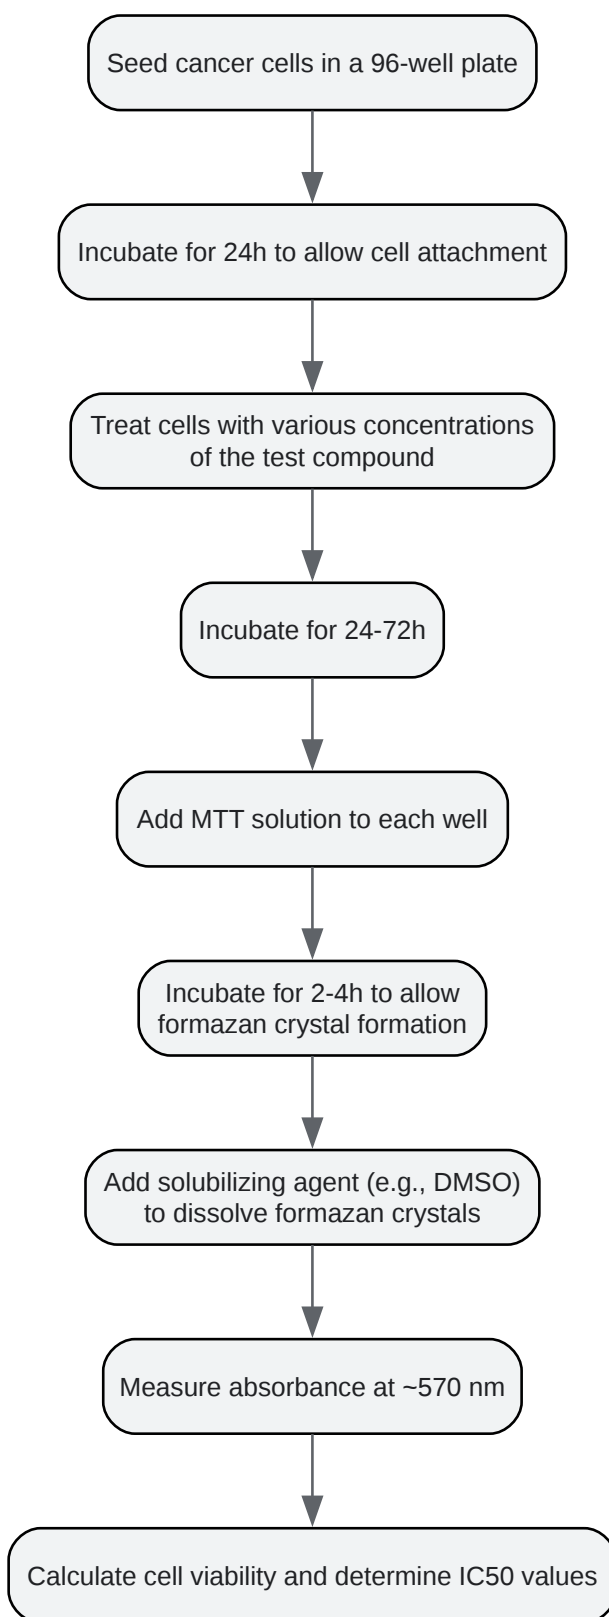 Seed cancer cells in a 96-well plate
Incubate for 24h to allow cell attachment
Treat cells with various concentrations
of the test compound
Incubate for 24-72h
Add MTT solution to each well
Incubate for 2-4h to allow
formazan crystal formation
Add solubilizing agent (e.g., DMSO)
to dissolve formazan crystals
Measure absorbance at ~570 nm
Calculate cell viability and determine IC50 values